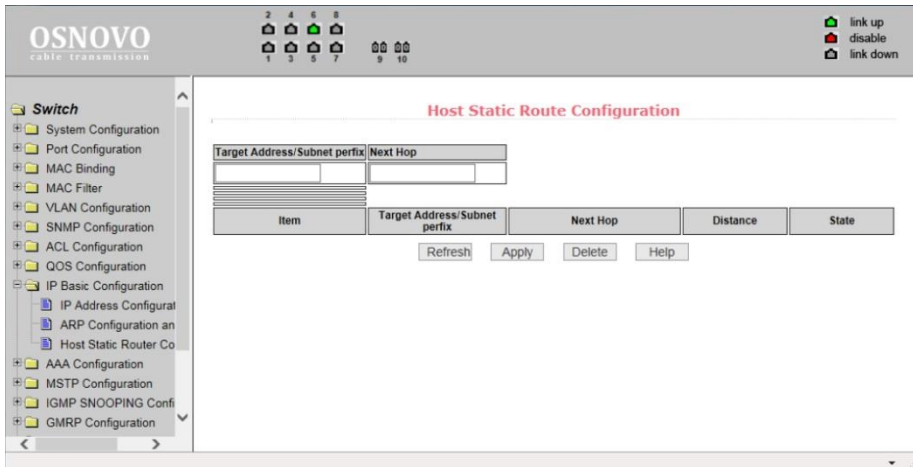 OSNOVO
cable transmission
2 4 6 8
1 3 5 7 9 10
link up
disable
link down
Switch
System Configuration
Port Configuration
MAC Binding
MAC Filter
VLAN Configuration
SNMP Configuration
ACL Configuration
QOS Configuration
IP Basic Configuration
IP Address Configurat
ARP Configuration an
Host Static Router Co
AAA Configuration
MSTP Configuration
IGMP SNOOPING Confi
GMRP Configuration
Host Static Route Configuration
Target Address/Subnet perfix Next Hop
Item Target Address/Subnet perfix Next Hop Distance State
Refresh Apply Delete Help